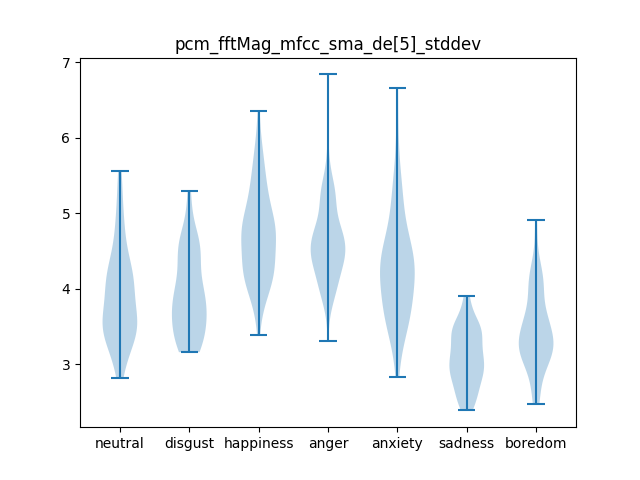 pcm_fftMag_mfcc_sma_de[5]_stddev
7
6
5
4
3
neutral disgust happiness anger anxiety sadness boredom